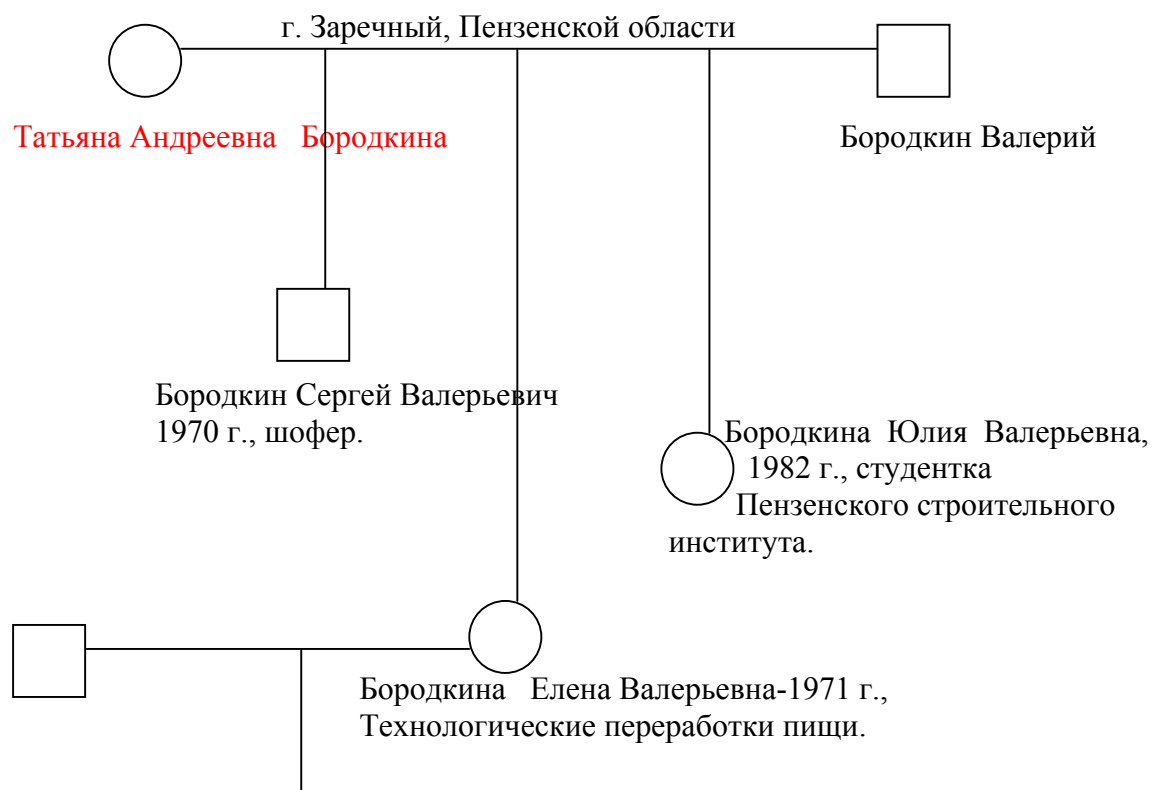 г. Заречный, Пензенской области
Татьяна Андреевна Бородкина
Бородкин Валерий
Бородкин Сергей Валерьевич
1970 г., шофер.
Бородкина Юлия Валерьевна,
1982 г., студентка
Пензенского строительного
института.
Бородкина Елена Валерьевна-1971 г.,
Технологические переработки пищи.